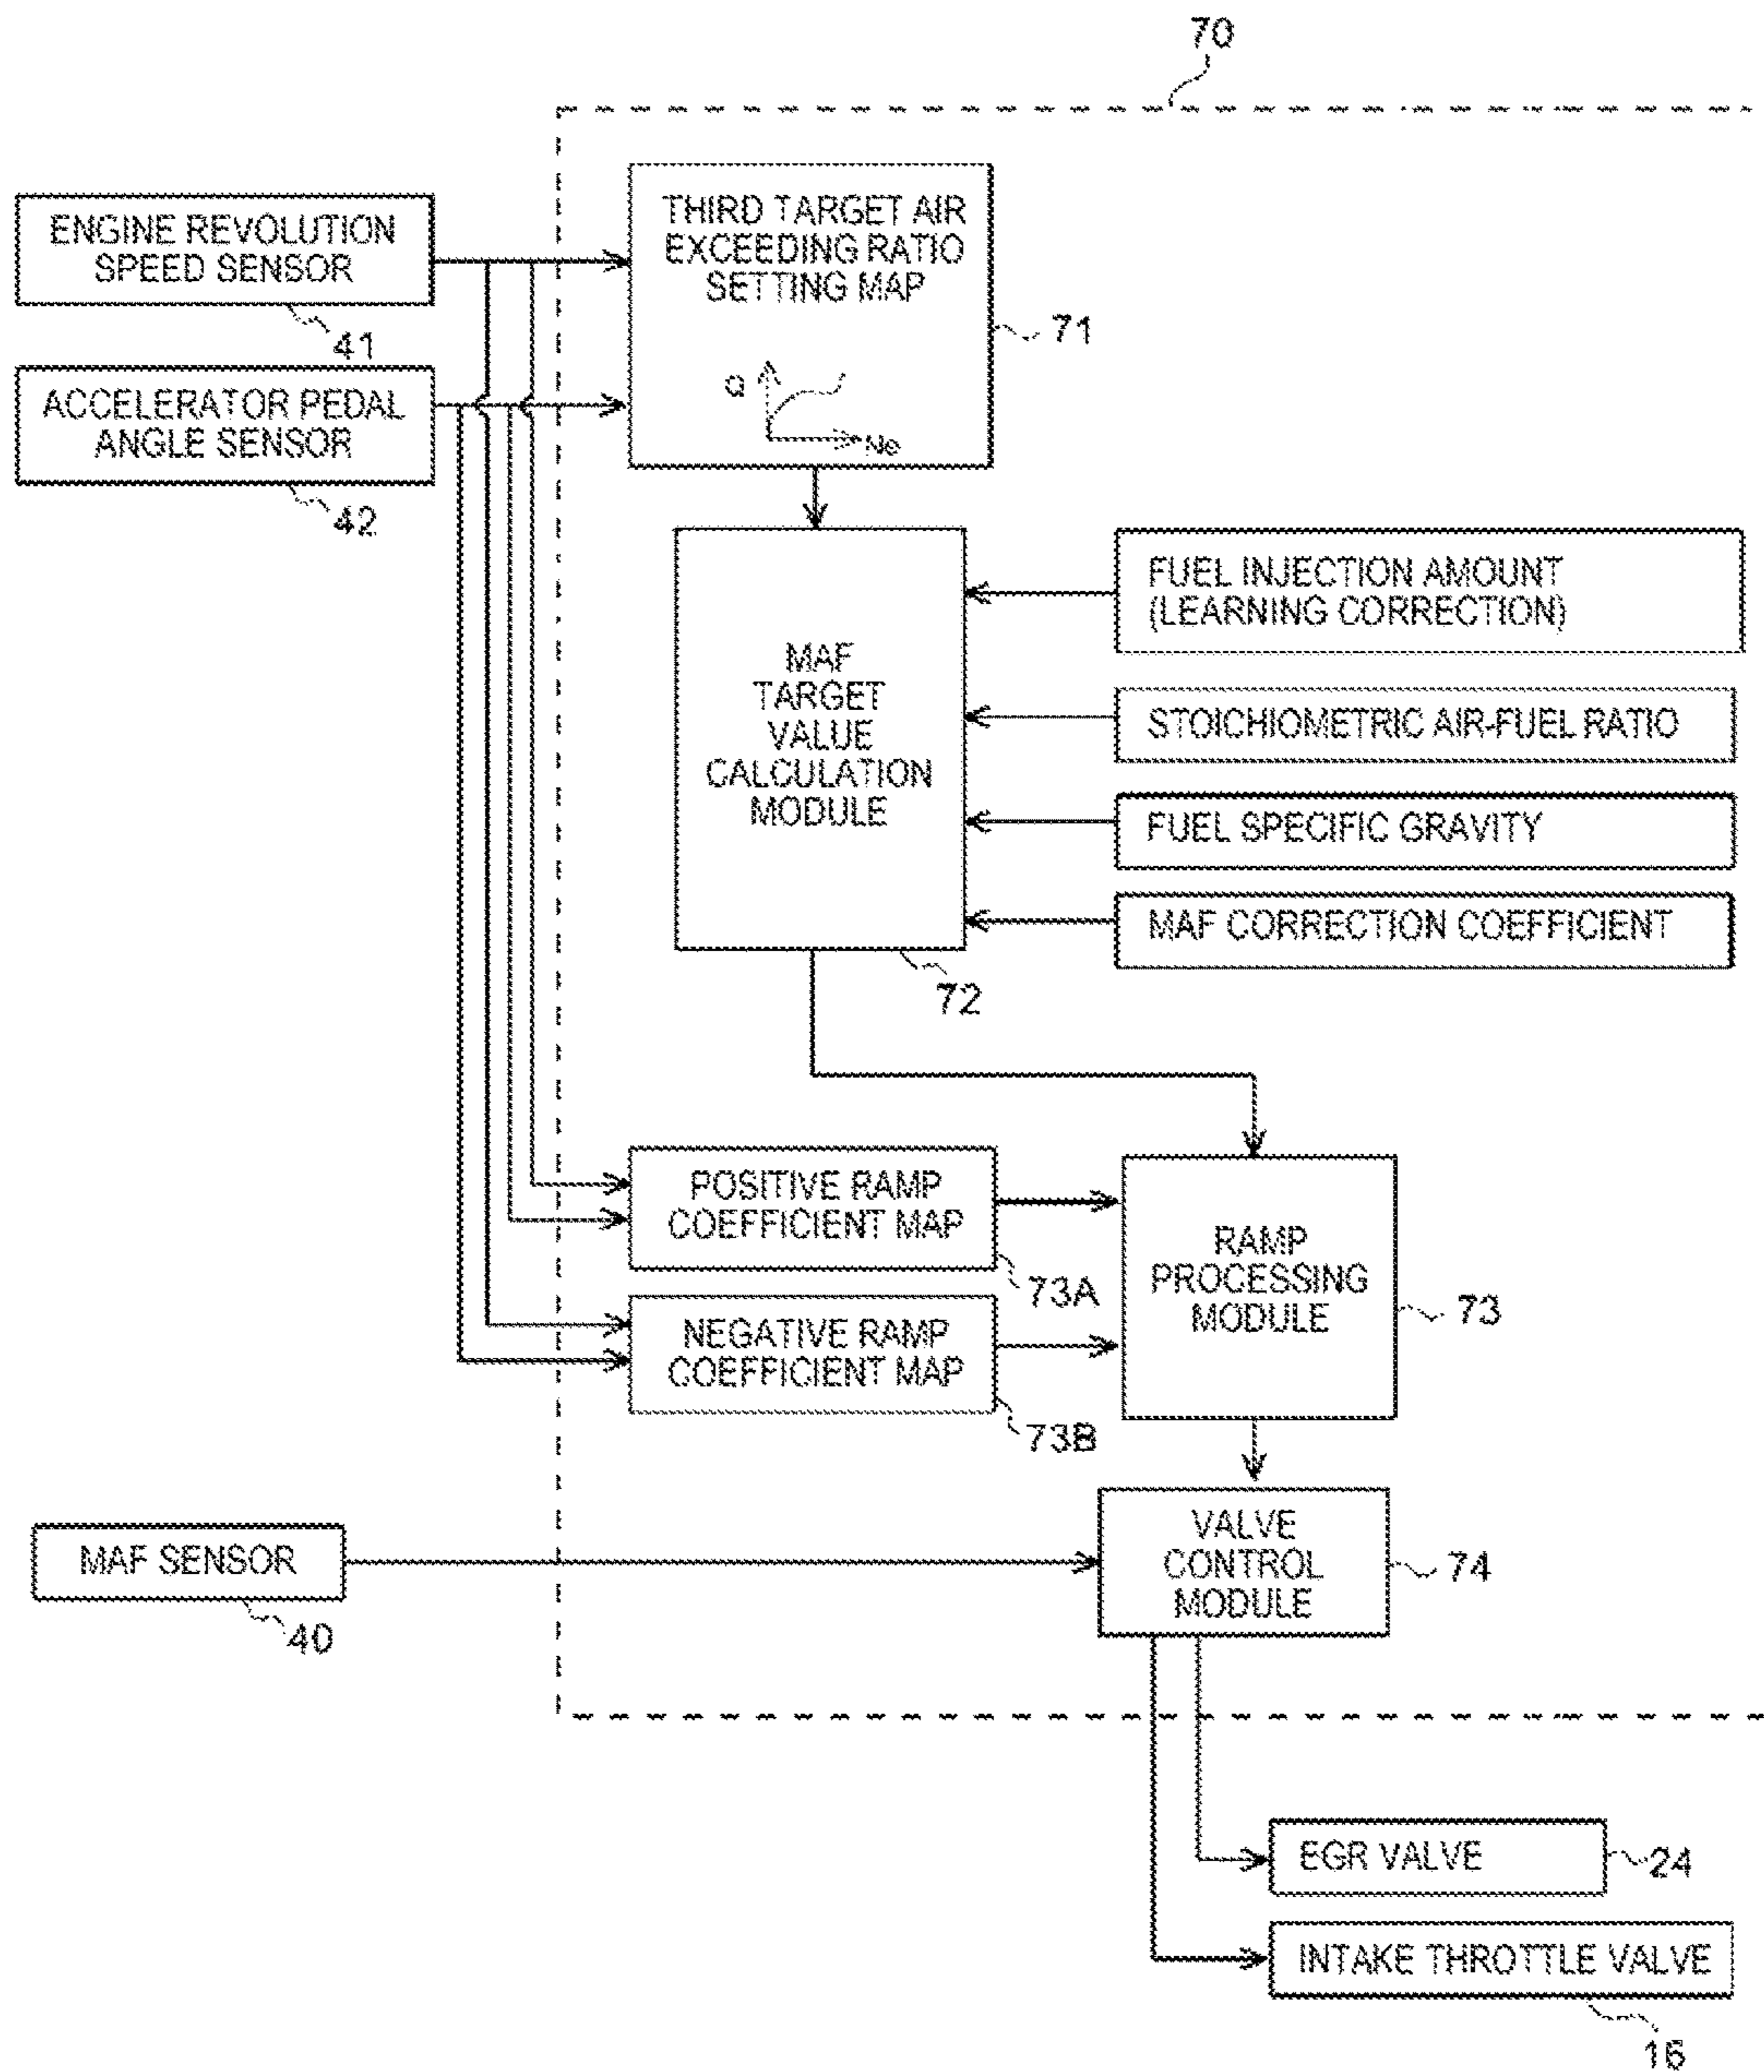 70
ENGINE REVOLUTION
SPEED SENSOR
41
ACCELERATOR PEDAL
ANGLE SENSOR
42
THIRD TARGET AIR
EXCEEDING RATIO
SETTING MAP
Q
Ne
71
MAF
TARGET
VALUE
CALCULATION
MODULE
72
FUEL INJECTION AMOUNT
(LEARNING CORRECTION)
STOICHIOMETRIC AIR-FUEL RATIO
FUEL SPECIFIC GRAVITY
MAF CORRECTION COEFFICIENT
POSITIVE RAMP
COEFFICIENT MAP
73A
NEGATIVE RAMP
COEFFICIENT MAP
73B
RAMP
PROCESSING
MODULE
73
MAF SENSOR
40
VALVE
CONTROL
MODULE
74
EGR VALVE
24
INTAKE THROTTLE VALVE
16